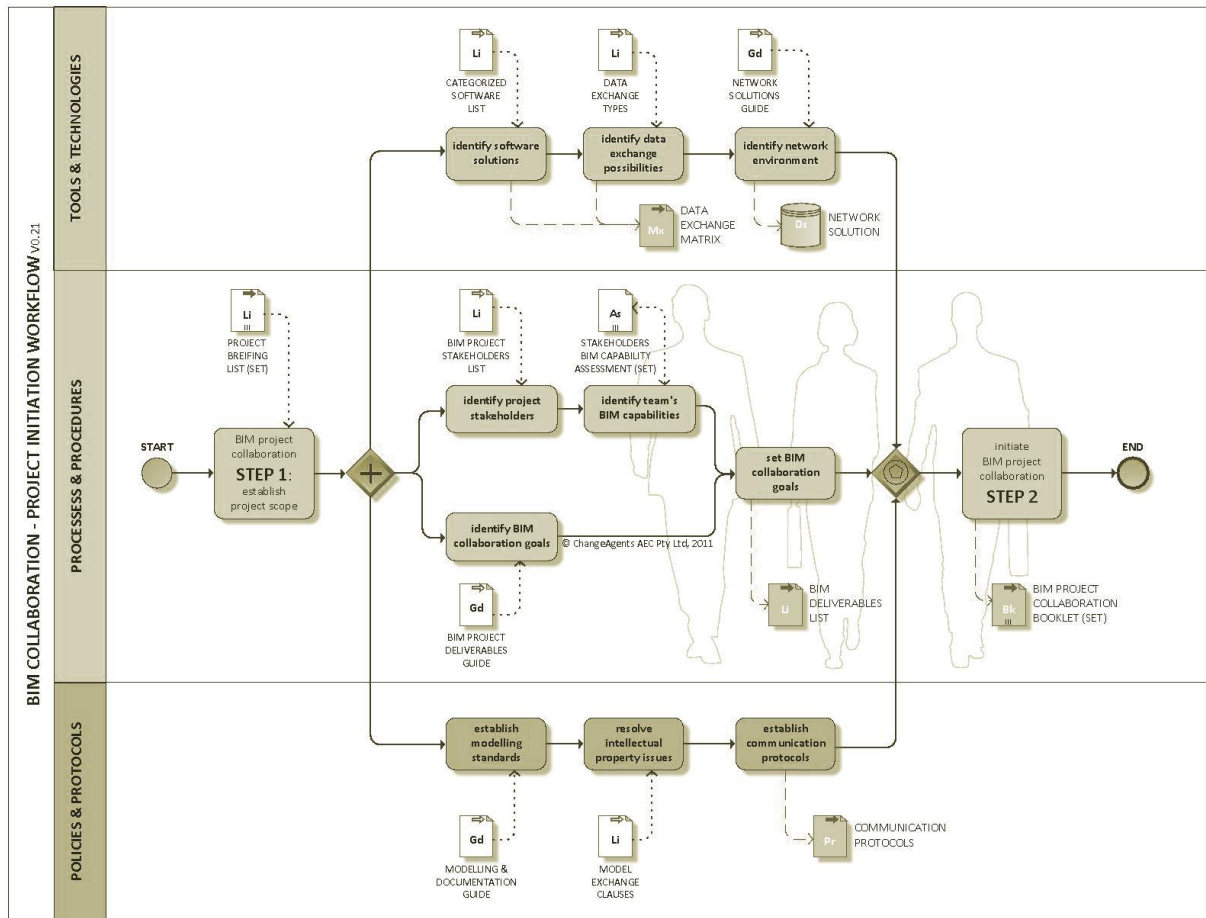 BIM COLLABORATION - PROJECT INITIATION WORKFLOW V0.21
TOOLS & TECHNOLOGIES
Li
CATEGORIZED
SOFTWARE
LIST
Li
DATA
EXCHANGE
TYPES
Gd
NETWORK
SOLUTIONS
GUIDE
identify software
solutions
identify data
exchange
possibilities
identify network
environment
Mx
DATA
EXCHANGE
MATRIX
Ds
NETWORK
SOLUTION
PROCESSESS & PROCEDURES
Li
PROJECT
BREIFING
LIST (SET)
Li
BIM PROJECT
STAKEHOLDERS
LIST
As
STAKEHOLDERS
BIM CAPABILITY
ASSESSMENT (SET)
identify project
stakeholders
identify team's
BIM capabilities
START
BIM project
collaboration
STEP 1:
establish
project scope
set BIM
collaboration
goals
initiate
BIM project
collaboration
STEP 2
END
identify BIM
collaboration goals
© ChangeAgents AEC Pty Ltd, 2011
Gd
BIM PROJECT
DELIVERABLES
GUIDE
Li
BIM
DELIVERABLES
LIST
Bk
BIM PROJECT
COLLABORATION
BOOKLET (SET)
POLICIES & PROTOCOLS
establish
modelling
standards
resolve
intellectual
property issues
establish
communication
protocols
Gd
MODELLING &
DOCUMENTATION
GUIDE
Li
MODEL
EXCHANGE
CLAUSES
Pr
COMMUNICATION
PROTOCOLS